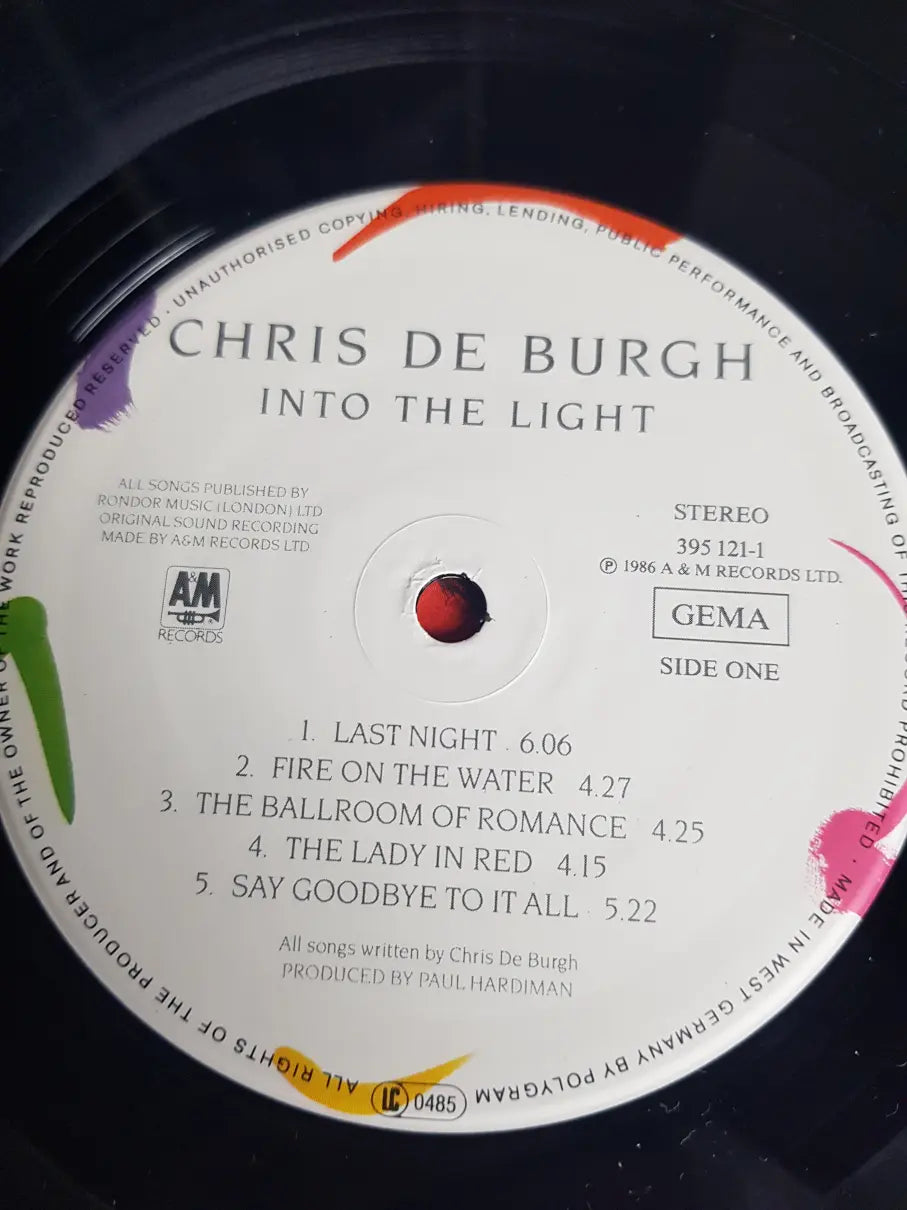 CHRIS DE BURGH
INTO THE LIGHT
ALL SONGS PUBLISHED BY
RONDOR MUSIC (LONDON) LTD
ORIGINAL SOUND RECORDING
MADE BY A&M RECORDS LTD
A&M
RECORDS
STEREO
395 121-1
℗ 1986 A & M RECORDS LTD.
GEMA
SIDE ONE
1. LAST NIGHT 6.06
2. FIRE ON THE WATER 4.27
3. THE BALLROOM OF ROMANCE 4.25
4. THE LADY IN RED 4.15
5. SAY GOODBYE TO IT ALL 5.22
All songs written by Chris De Burgh
PRODUCED BY PAUL HARDIMAN
ALL RIGHTS OF THE PRODUCER AND OF THE OWNER OF THE WORK REPRODUCED RESERVED · UNAUTHORISED COPYING, HIRING, LENDING, PUBLIC PERFORMANCE AND BROADCASTING OF THIS RECORD PROHIBITED · MADE IN WEST GERMANY BY POLYGRAM
LC 0485